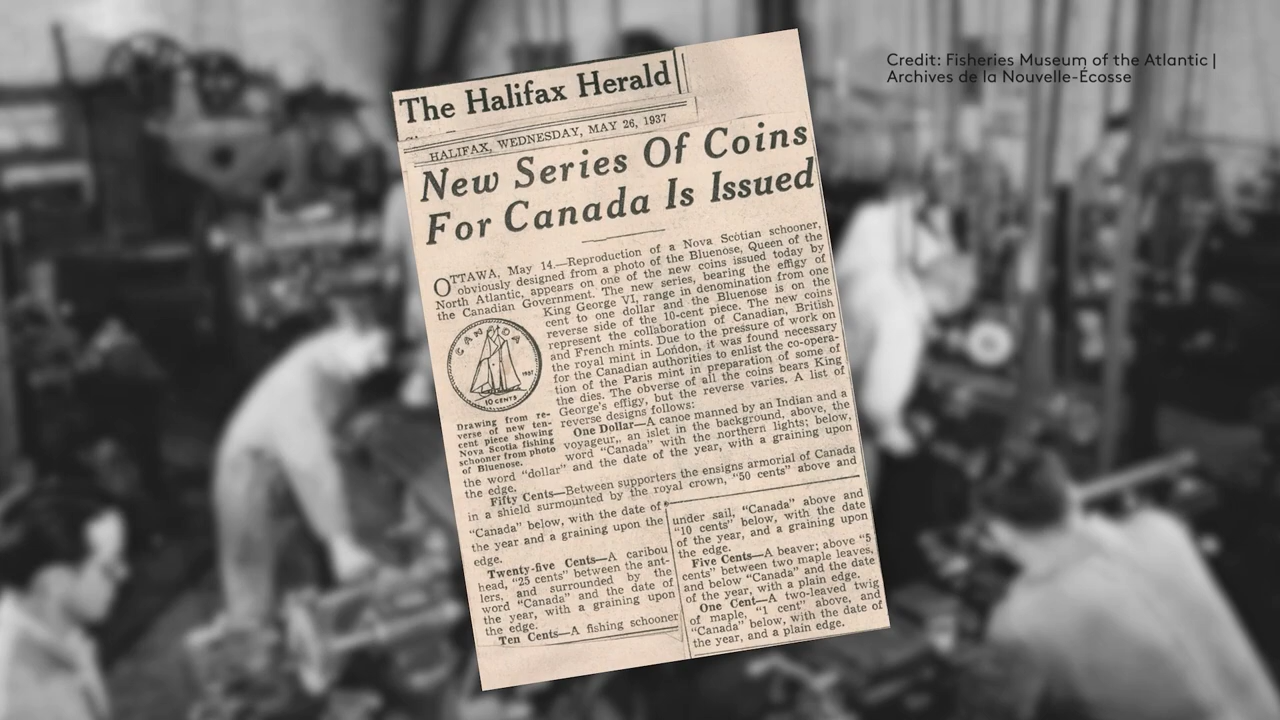 Credit: Fisheries Museum of the Atlantic |
Archives de la Nouvelle-Écosse
The Halifax Herald
HALIFAX, WEDNESDAY, MAY 26, 1937
New Series Of Coins
For Canada Is Issued
OTTAWA, May 14.—Reproduction of a Nova Scotian schooner,
obviously designed from a photo of the Bluenose, Queen of the
North Atlantic, appears on one of the new coins issued today by
the Canadian Government. The new series, bearing the effigy of
King George VI, range in denomination from one
cent to one dollar and the Bluenose is on the
reverse side of the 10-cent piece. The new coins
represent the collaboration of Canadian, British
and French mints. Due to the pressure of work on
the royal mint in London, it was found necessary
for the Canadian authorities to enlist the co-opera-
tion of the Paris mint in preparation of some of
the dies. The obverse of all the coins bears King
George's effigy, but the reverse varies. A list of
reverse designs follows:
CANADA
1937
10 CENTS
Drawing from re-
verse of new ten-
cent piece showing
Nova Scotia fishing
schooner from photo
of Bluenose.
One Dollar—A canoe manned by an Indian and a
voyageur, an islet in the background, above, the
word "Canada" with the northern lights; below,
the word "dollar" and the date of the year, with a graining upon
the edge.
Fifty Cents—Between supporters the ensigns armorial of Canada
in a shield surmounted by the royal crown, "50 cents" above and
"Canada" below, with the date of
the year and a graining upon the
edge.
Twenty-five Cents—A caribou
head, "25 cents" between the ant-
lers, and surrounded by the
word "Canada" and the date of
the year, with a graining upon
the edge.
Ten Cents—A fishing schooner
under sail, "Canada" above and
"10 cents" below, with the date
of the year, and a graining upon
the edge.
Five Cents—A beaver; above "5
cents" between two maple leaves,
and below "Canada" and the date
of the year, with a plain edge.
One Cent—A two-leaved twig
of maple, "1 cent" above, and
"Canada" below, with the date of
the year, and a plain edge.